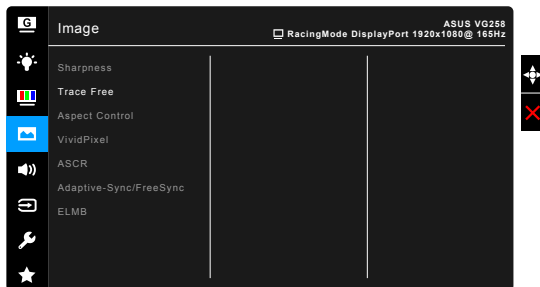 G
Image
ASUS VG258
RacingMode DisplayPort 1920x1080@ 165Hz
Sharpness
Trace Free
Aspect Control
VividPixel
ASCR
Adaptive-Sync/FreeSync
ELMB